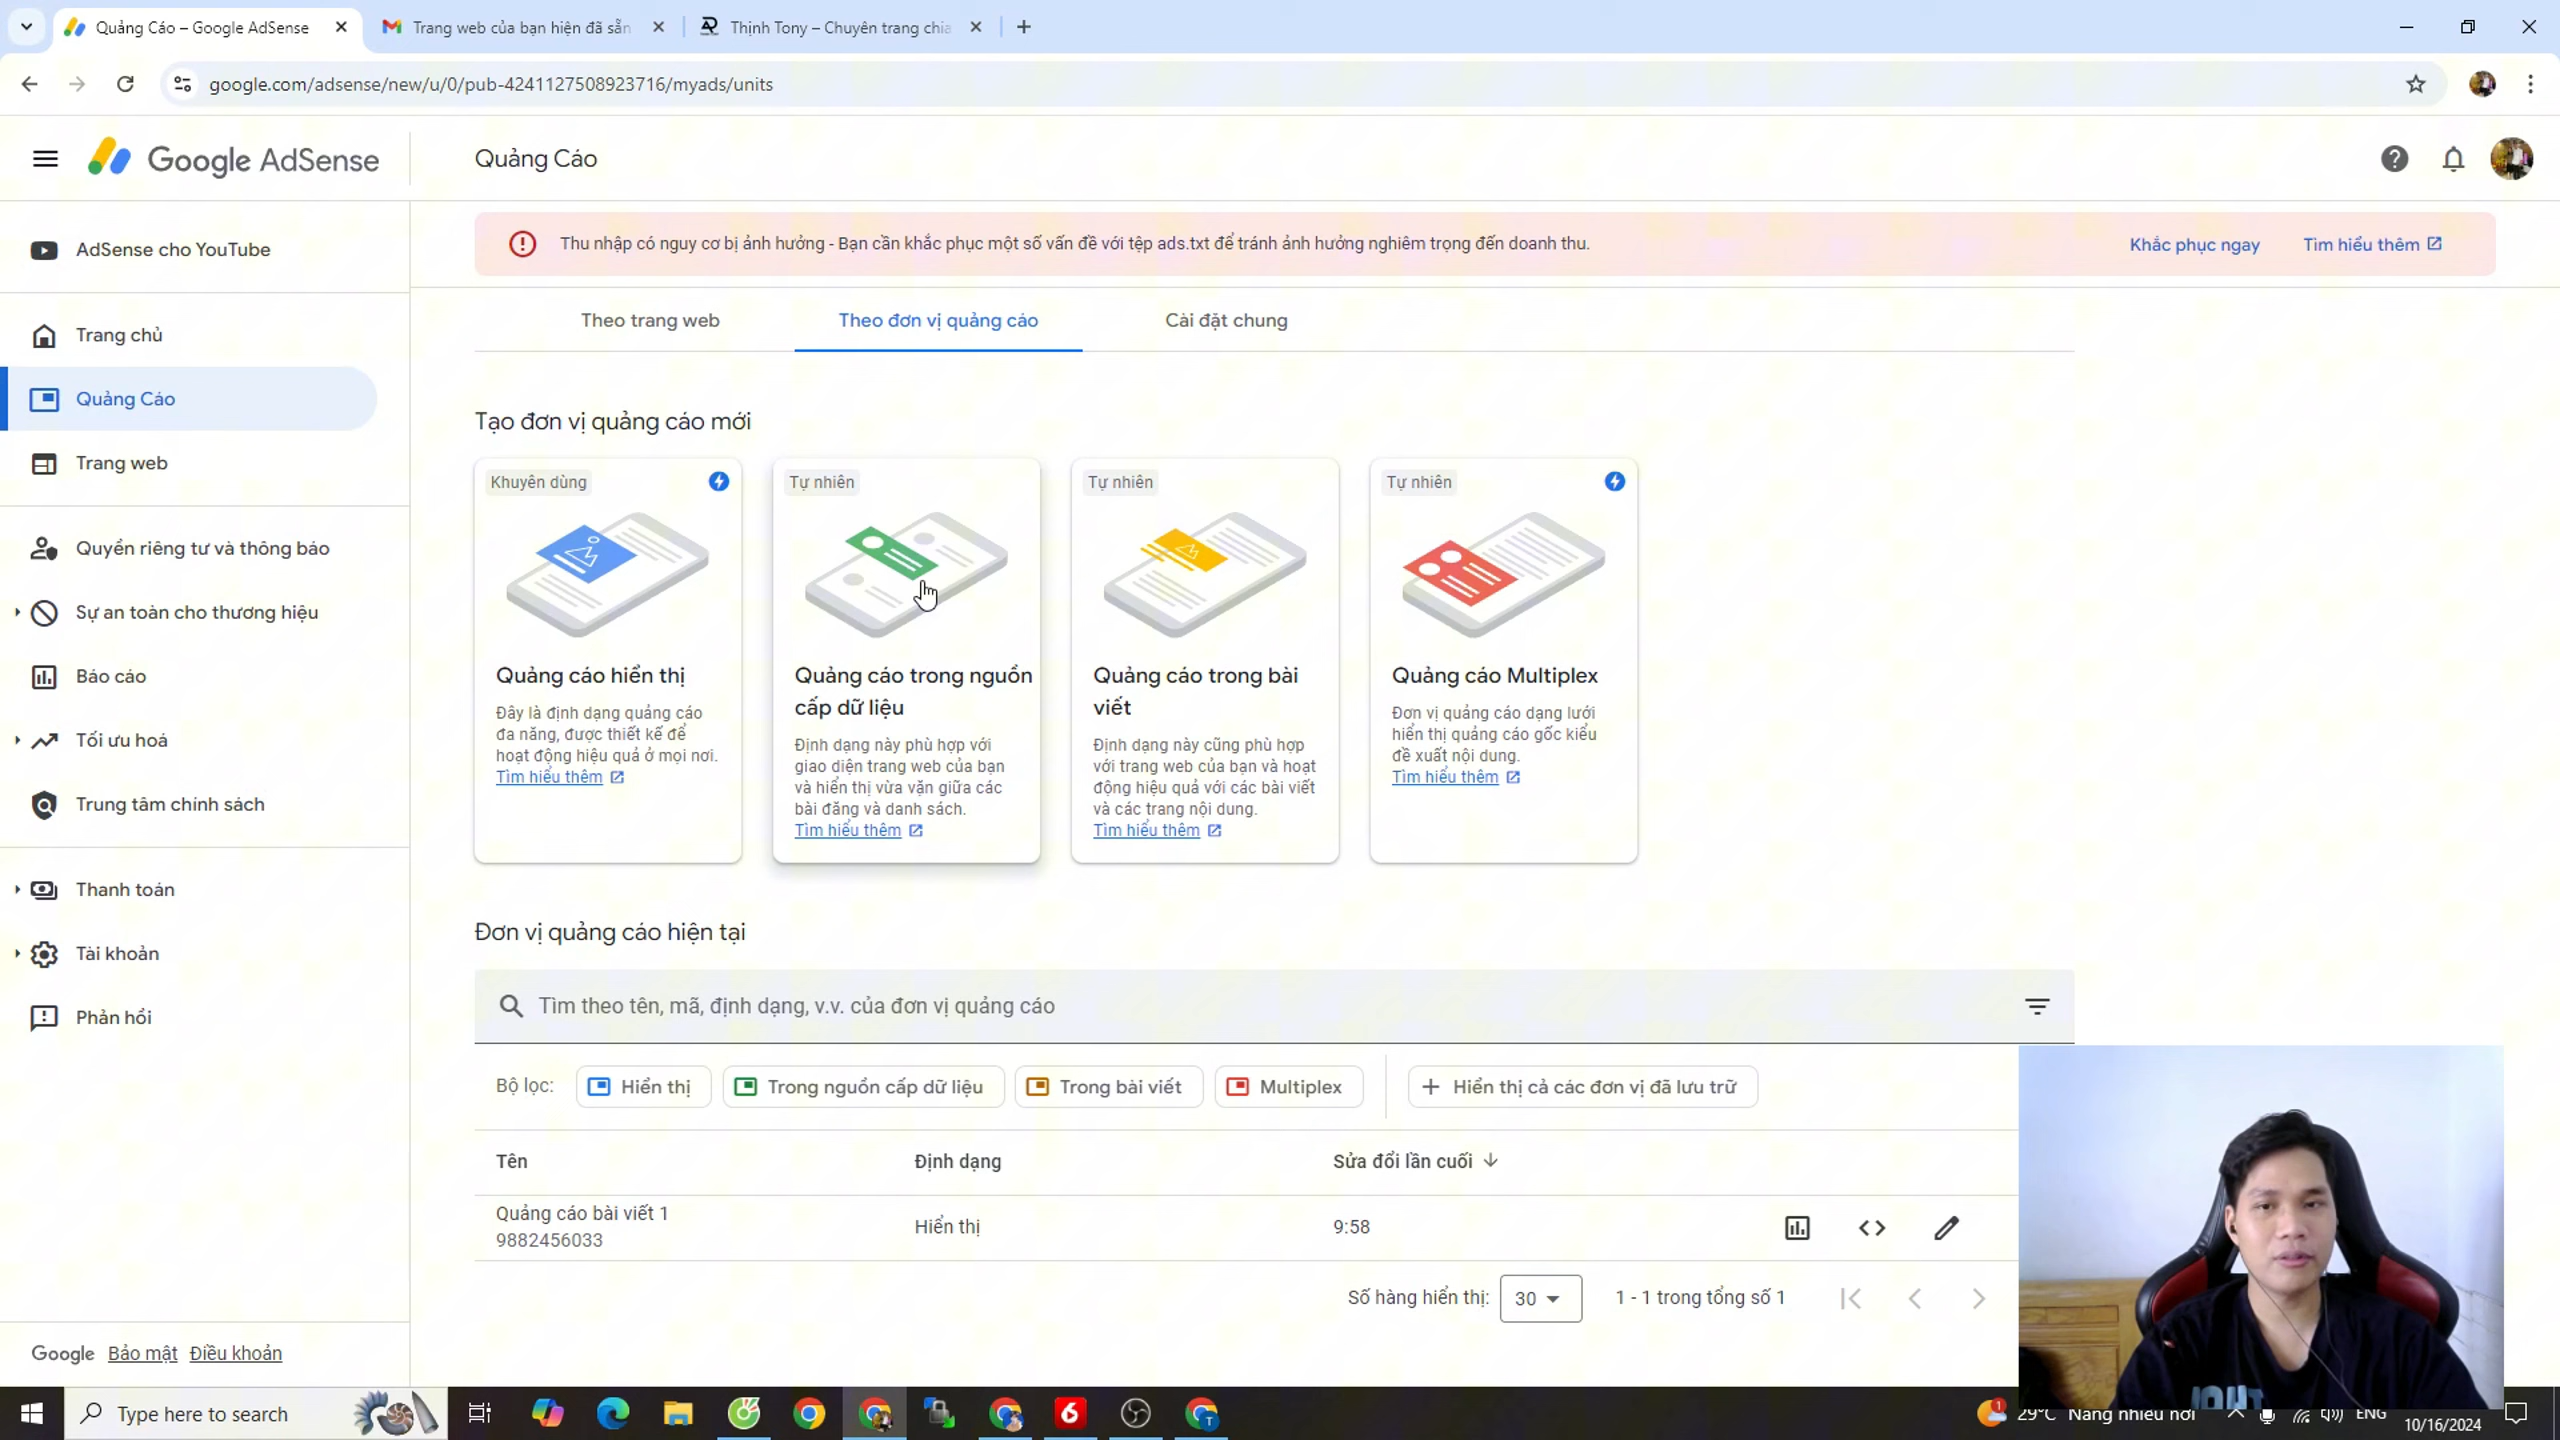 Quảng Cáo – Google AdSense
Trang web của bạn hiện đã sẵn
Thịnh Tony – Chuyên trang chia
google.com/adsense/new/u/0/pub-4241127508923716/myads/units
Google AdSense
Quảng Cáo
AdSense cho YouTube
Trang chủ
Quảng Cáo
Trang web
Quyền riêng tư và thông báo
Sự an toàn cho thương hiệu
Báo cáo
Tối ưu hoá
Trung tâm chính sách
Thanh toán
Tài khoản
Phản hồi
Google Bảo mật Điều khoản
Thu nhập có nguy cơ bị ảnh hưởng - Bạn cần khắc phục một số vấn đề với tệp ads.txt để tránh ảnh hưởng nghiêm trọng đến doanh thu.
Khắc phục ngay
Tìm hiểu thêm
Theo trang web
Theo đơn vị quảng cáo
Cài đặt chung
Tạo đơn vị quảng cáo mới
Khuyên dùng
Quảng cáo hiển thị
Đây là định dạng quảng cáo
đa năng, được thiết kế để
hoạt động hiệu quả ở mọi nơi.
Tìm hiểu thêm
Tự nhiên
Quảng cáo trong nguồn
cấp dữ liệu
Định dạng này phù hợp với
giao diện trang web của bạn
và hiển thị vừa vặn giữa các
bài đăng và danh sách.
Tìm hiểu thêm
Tự nhiên
Quảng cáo trong bài
viết
Định dạng này cũng phù hợp
với trang web của bạn và hoạt
động hiệu quả với các bài viết
và các trang nội dung.
Tìm hiểu thêm
Tự nhiên
Quảng cáo Multiplex
Đơn vị quảng cáo dạng lưới
hiển thị quảng cáo gốc kiểu
đề xuất nội dung.
Tìm hiểu thêm
Đơn vị quảng cáo hiện tại
Tìm theo tên, mã, định dạng, v.v. của đơn vị quảng cáo
Bộ lọc:
Hiển thị
Trong nguồn cấp dữ liệu
Trong bài viết
Multiplex
Hiển thị cả các đơn vị đã lưu trữ
Tên
Định dạng
Sửa đổi lần cuối
Quảng cáo bài viết 1
9882456033
Hiển thị
9:58
Số hàng hiển thị:
30
1 - 1 trong tổng số 1
Type here to search
6
T
1
29°C Nắng nhiều nơi
ENG
10/16/2024